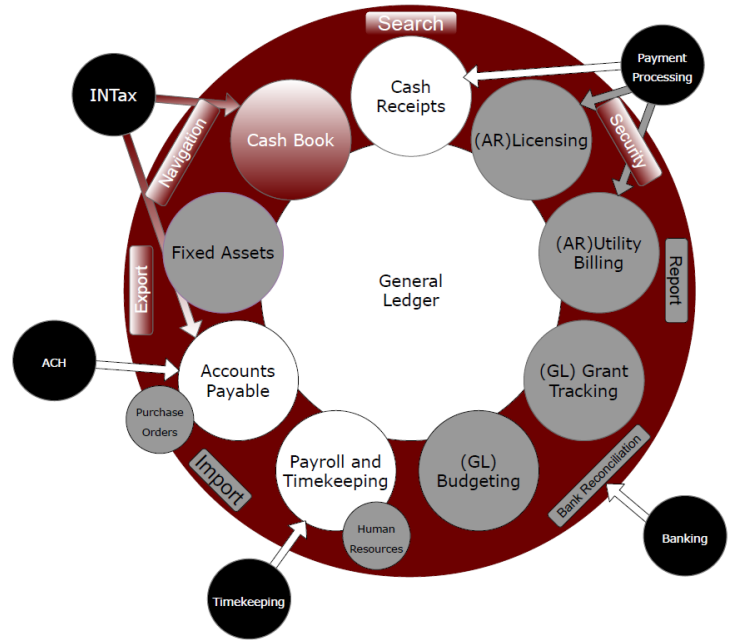 Search
Cash
Receipts
Payment
Processing
INTax
Navigation
Cash Book
(AR)Licensing
Security
Fixed Assets
(AR)Utility
Billing
Export
General
Ledger
Report
ACH
Accounts
Payable
(GL) Grant
Tracking
Purchase
Orders
Import
Payroll and
Timekeeping
(GL)
Budgeting
Bank Reconciliation
Human
Resources
Banking
Timekeeping